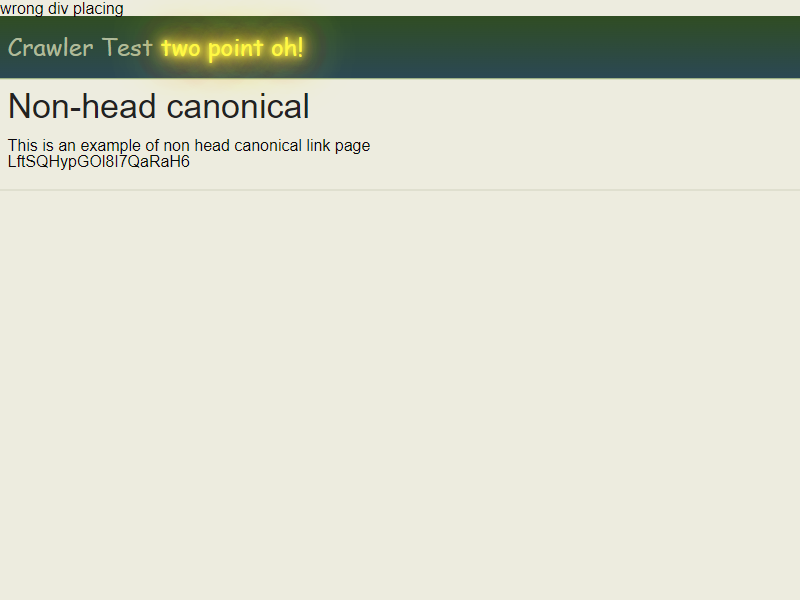 wrong div placing
Crawler Test two point oh!
Non-head canonical
This is an example of non head canonical link page